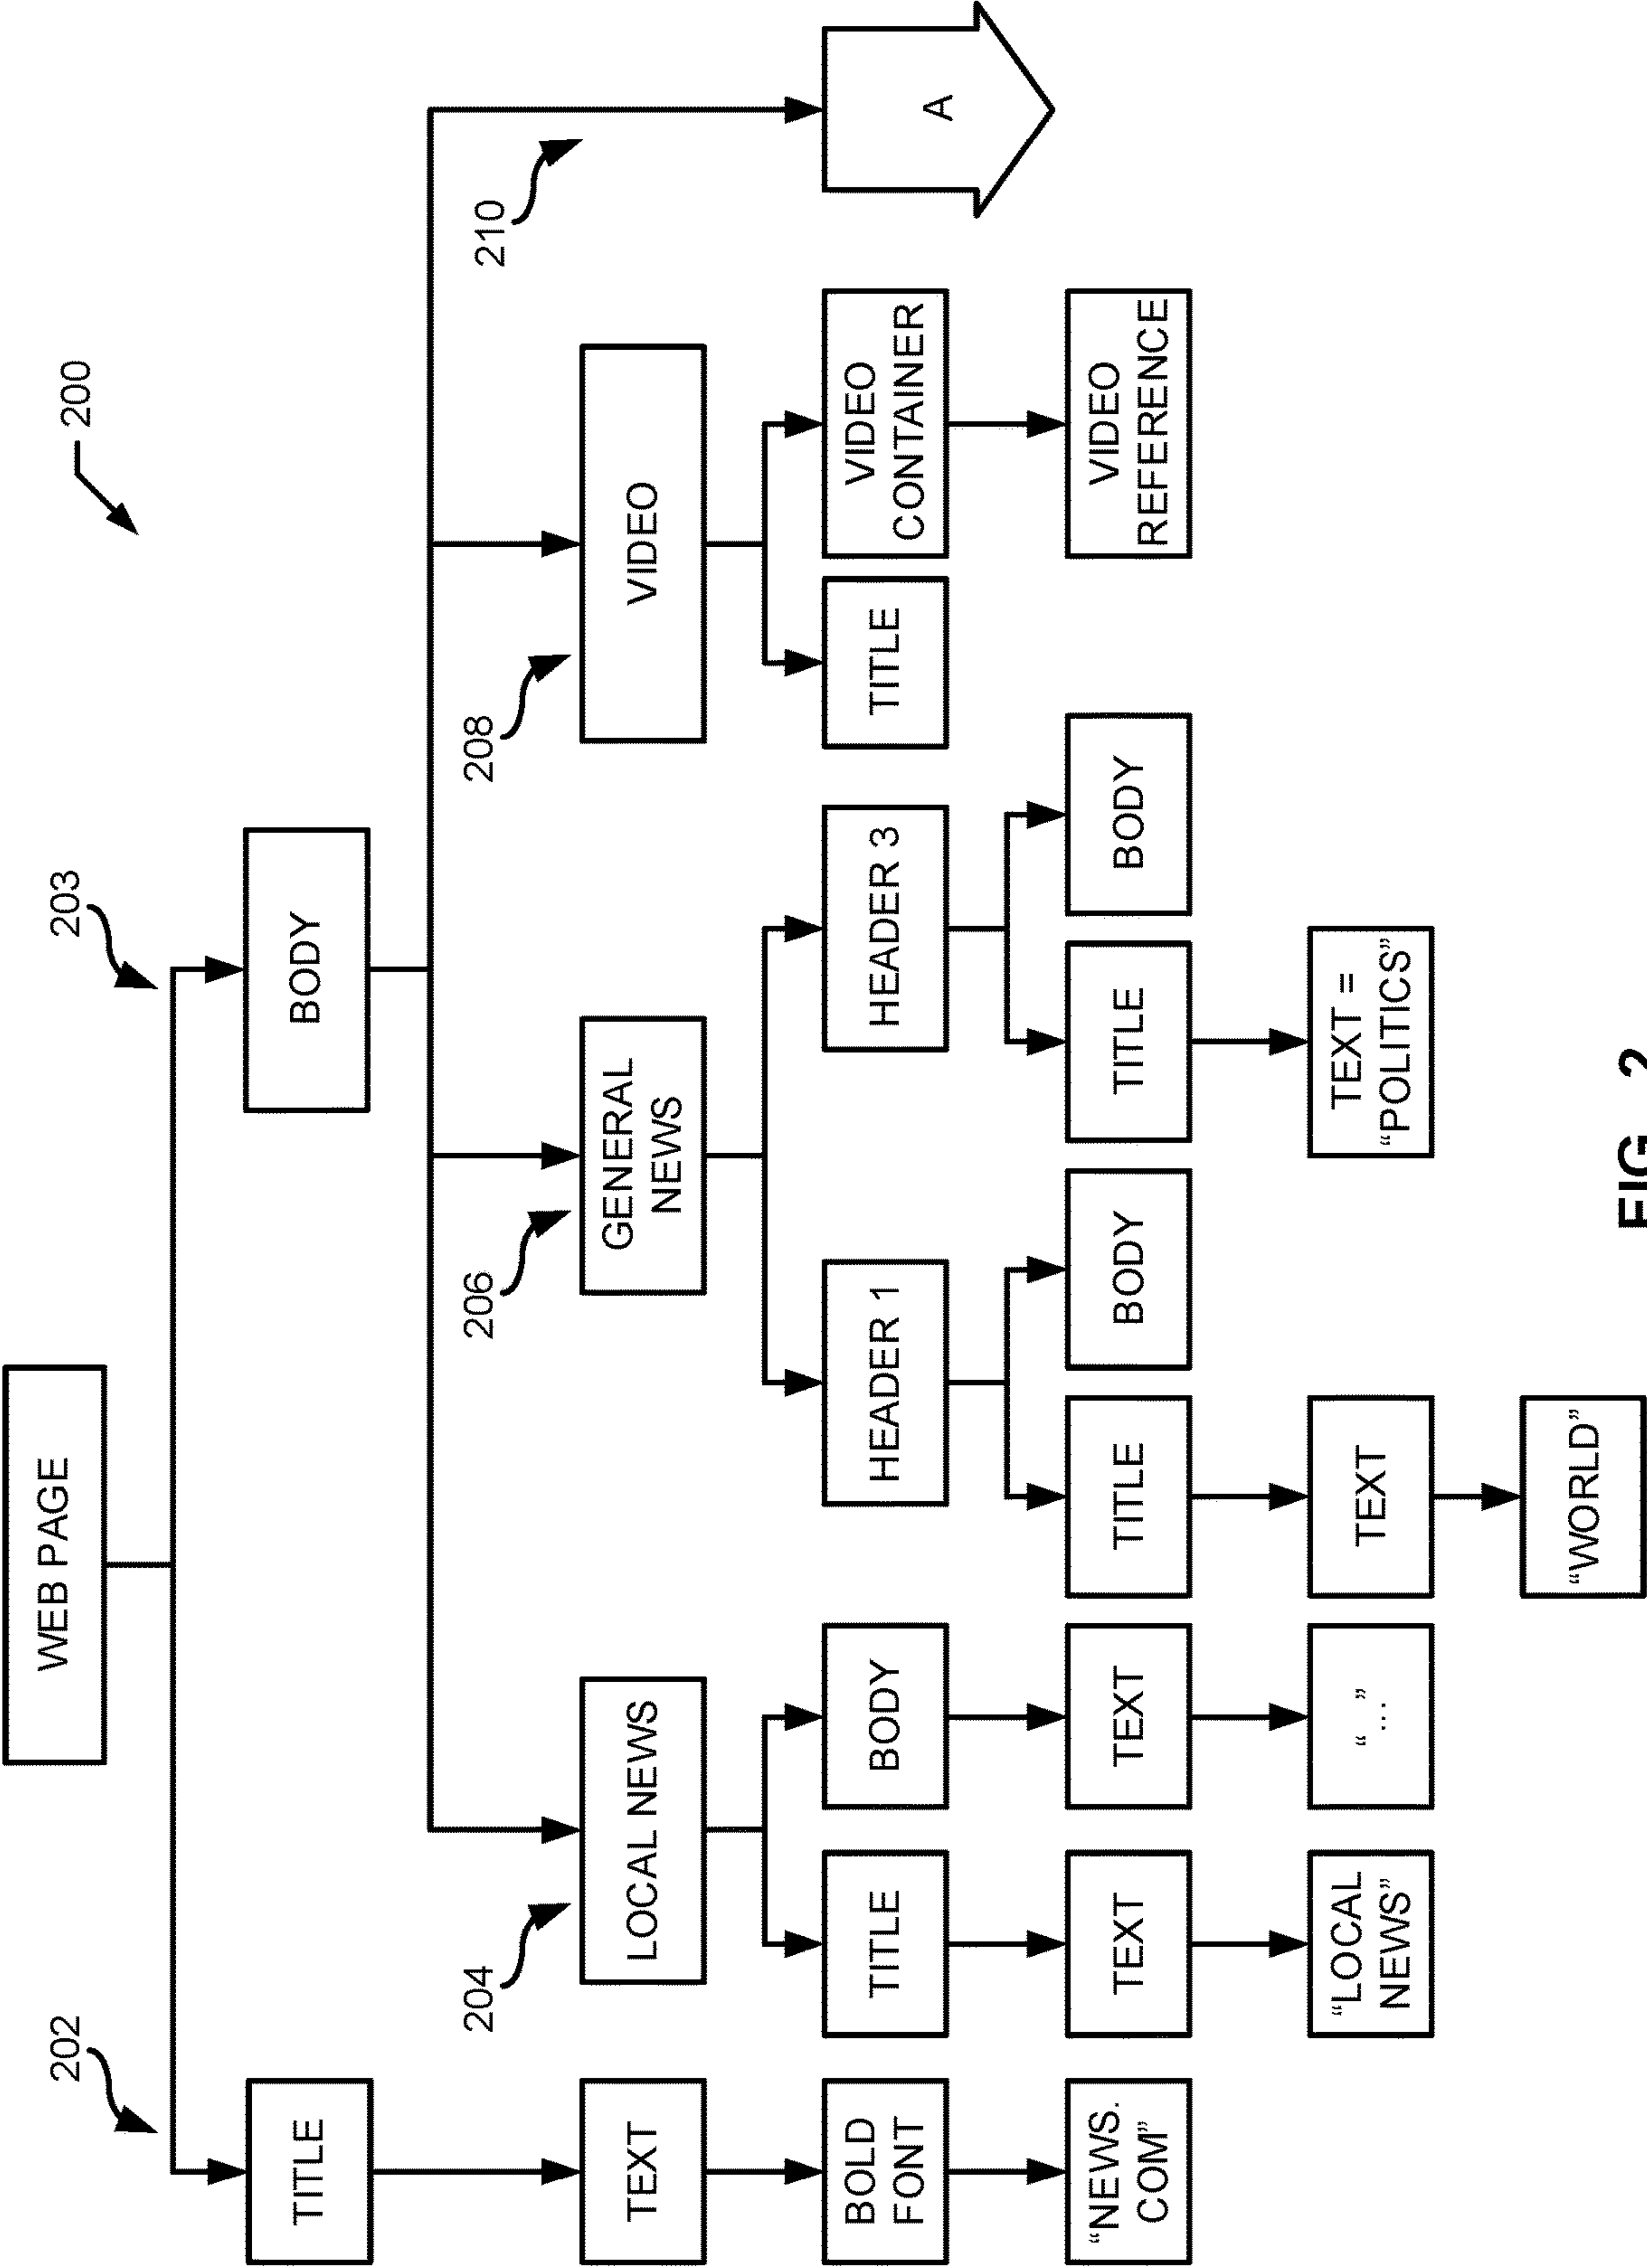 200
WEB PAGE
202
203
TITLE
BODY
204
206
208
210
TEXT
LOCAL NEWS
GENERAL
NEWS
VIDEO
BOLD
FONT
TITLE
BODY
HEADER 1
HEADER 3
TITLE
VIDEO
CONTAINER
A
“NEWS.
COM”
TEXT
TEXT
TITLE
BODY
TITLE
BODY
VIDEO
REFERENCE
“LOCAL
NEWS”
“ ... ”
TEXT
TEXT =
“POLITICS”
“WORLD”
FIG. 2